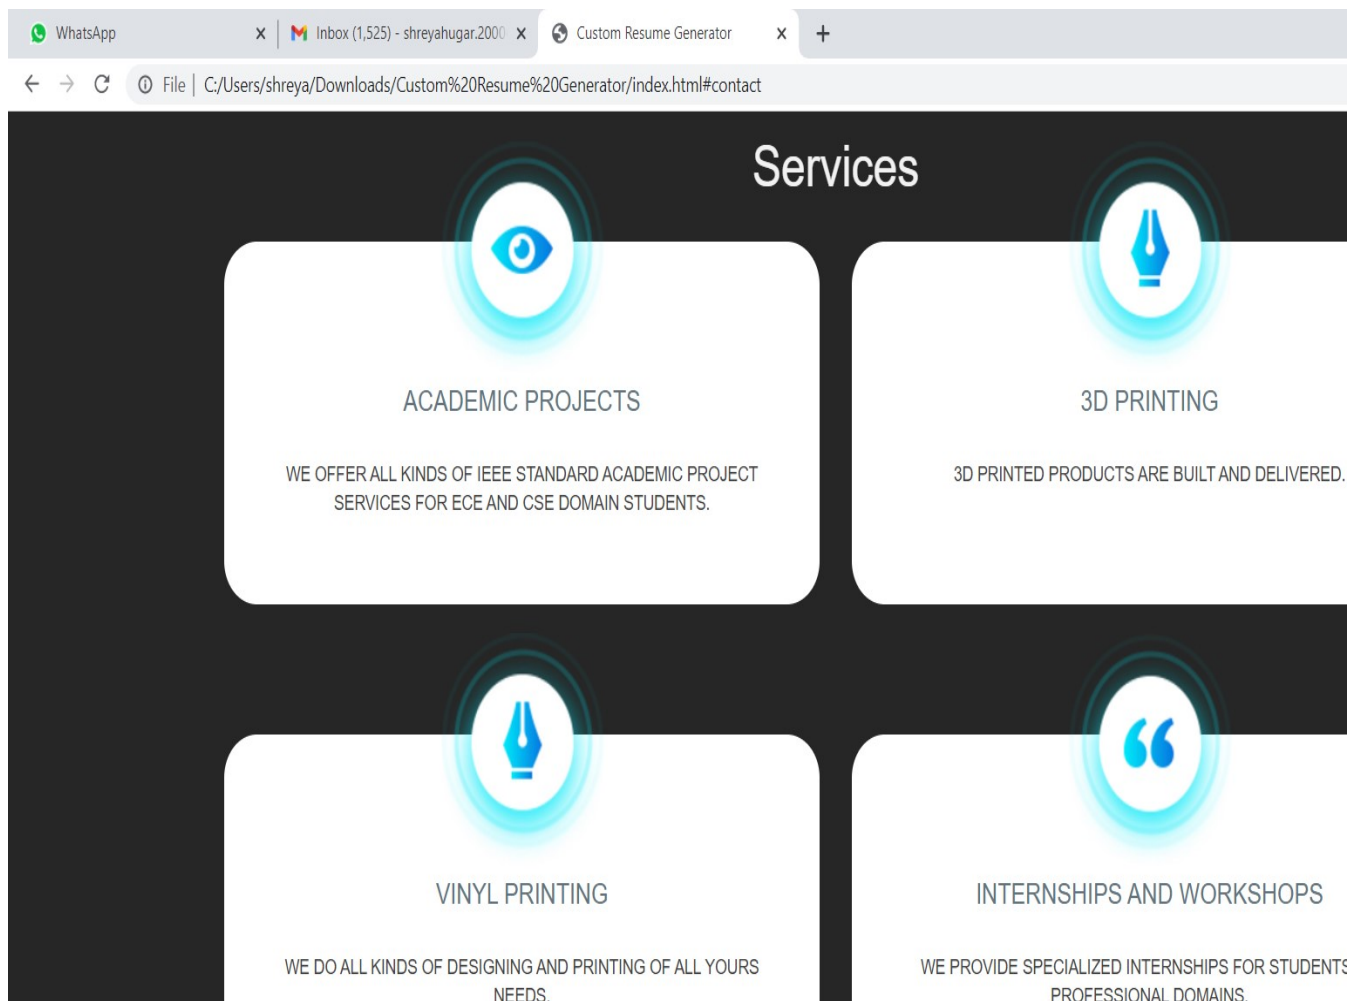 WhatsApp
Inbox (1,525) - shreyahugar.2000
Custom Resume Generator
File | C:/Users/shreya/Downloads/Custom%20Resume%20Generator/index.html#contact
Services
ACADEMIC PROJECTS
WE OFFER ALL KINDS OF IEEE STANDARD ACADEMIC PROJECT
SERVICES FOR ECE AND CSE DOMAIN STUDENTS.
3D PRINTING
3D PRINTED PRODUCTS ARE BUILT AND DELIVERED.
VINYL PRINTING
WE DO ALL KINDS OF DESIGNING AND PRINTING OF ALL YOURS
NEEDS.
INTERNSHIPS AND WORKSHOPS
WE PROVIDE SPECIALIZED INTERNSHIPS FOR STUDENTS
PROFESSIONAL DOMAINS.